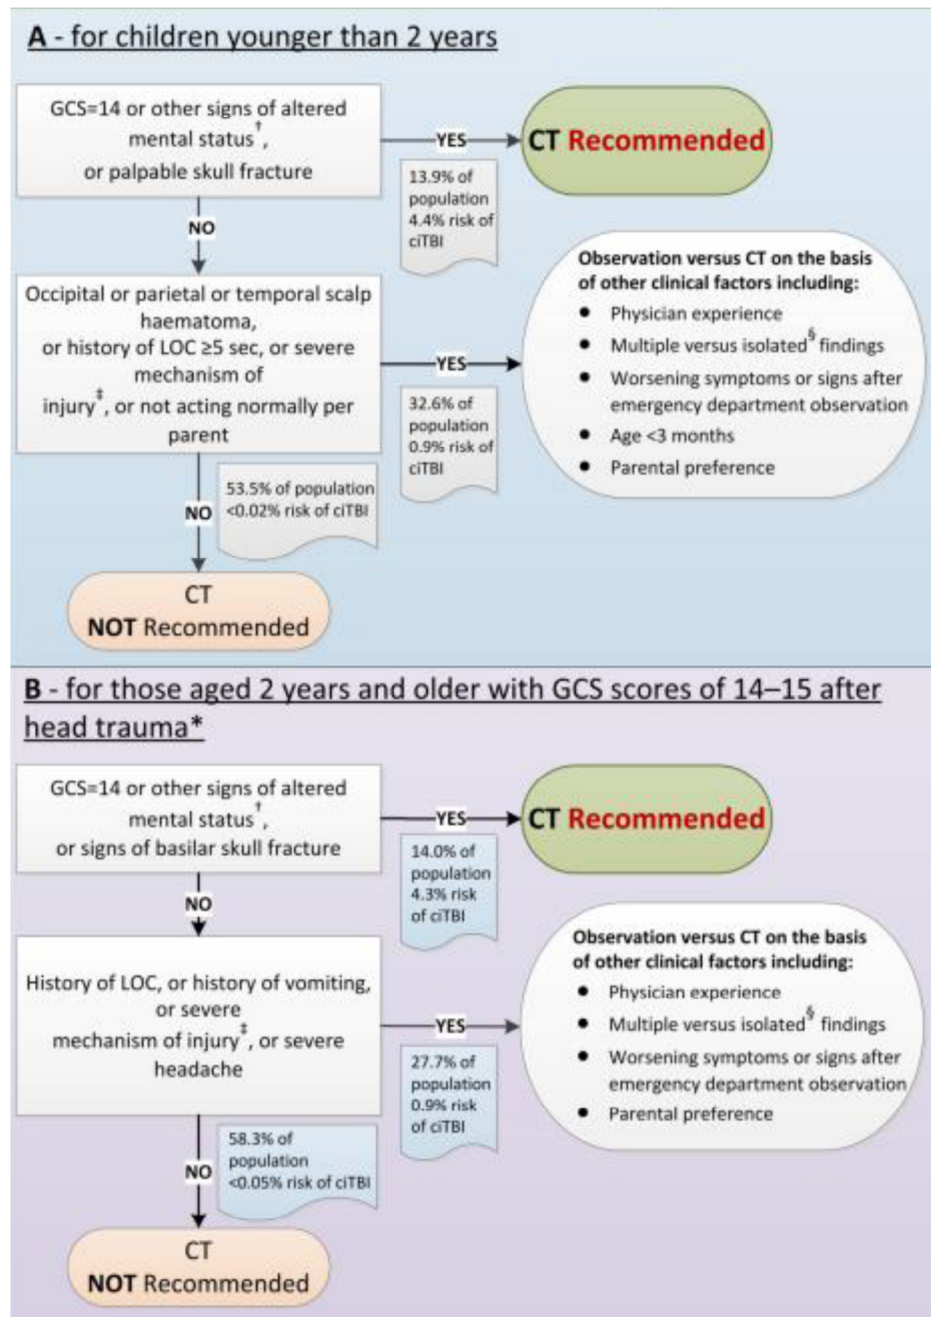 A - for children younger than 2 years
GCS=14 or other signs of altered
mental status†,
or palpable skull fracture
YES
CT Recommended
13.9% of
population
4.4% risk of
ciTBI
NO
Occipital or parietal or temporal scalp
haematoma,
or history of LOC ≥5 sec, or severe
mechanism of
injury‡, or not acting normally per
parent
YES
32.6% of
population
0.9% risk of
ciTBI
Observation versus CT on the basis
of other clinical factors including:
● Physician experience
● Multiple versus isolated§ findings
● Worsening symptoms or signs after
emergency department observation
● Age <3 months
● Parental preference
NO
53.5% of population
<0.02% risk of ciTBI
CT
NOT Recommended
B - for those aged 2 years and older with GCS scores of 14–15 after
head trauma*
GCS=14 or other signs of altered
mental status†,
or signs of basilar skull fracture
YES
CT Recommended
14.0% of
population
4.3% risk
of ciTBI
NO
History of LOC, or history of vomiting,
or severe
mechanism of injury‡, or severe
headache
YES
27.7% of
population
0.9% risk
of ciTBI
Observation versus CT on the basis
of other clinical factors including:
● Physician experience
● Multiple versus isolated§ findings
● Worsening symptoms or signs after
emergency department observation
● Parental preference
NO
58.3% of
population
<0.05% risk of ciTBI
CT
NOT Recommended